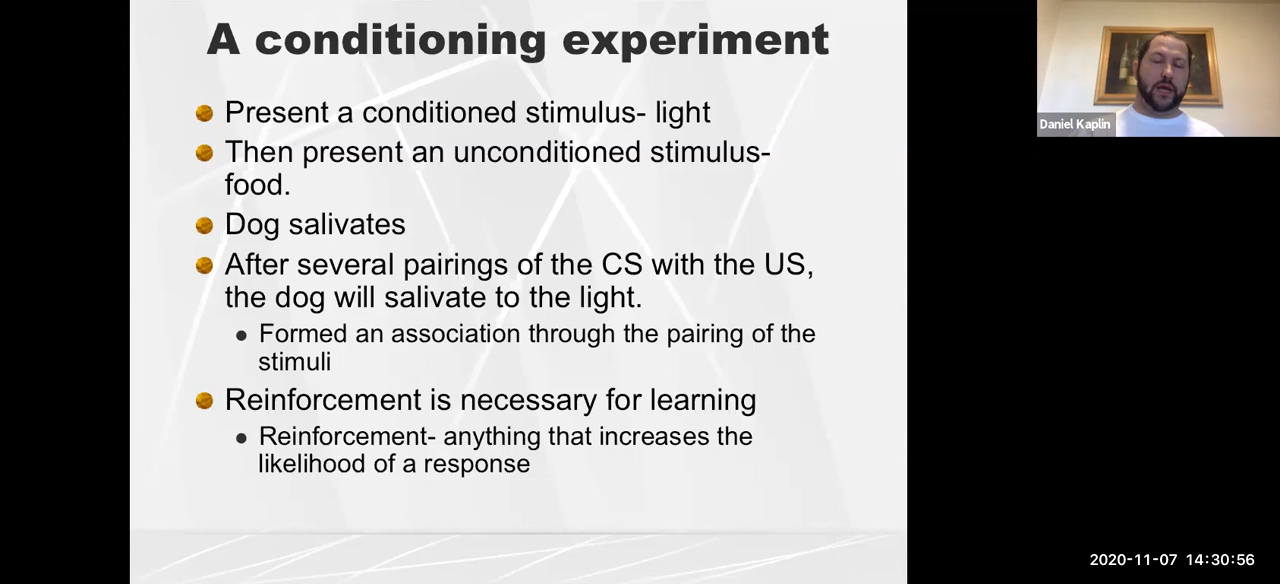 A conditioning experiment
Present a conditioned stimulus- light
Then present an unconditioned stimulus-
food.
Dog salivates
After several pairings of the CS with the US,
the dog will salivate to the light.
Formed an association through the pairing of the
stimuli
Reinforcement is necessary for learning
Reinforcement- anything that increases the
likelihood of a response
Daniel Kaplin
2020-11-07 14:30:56